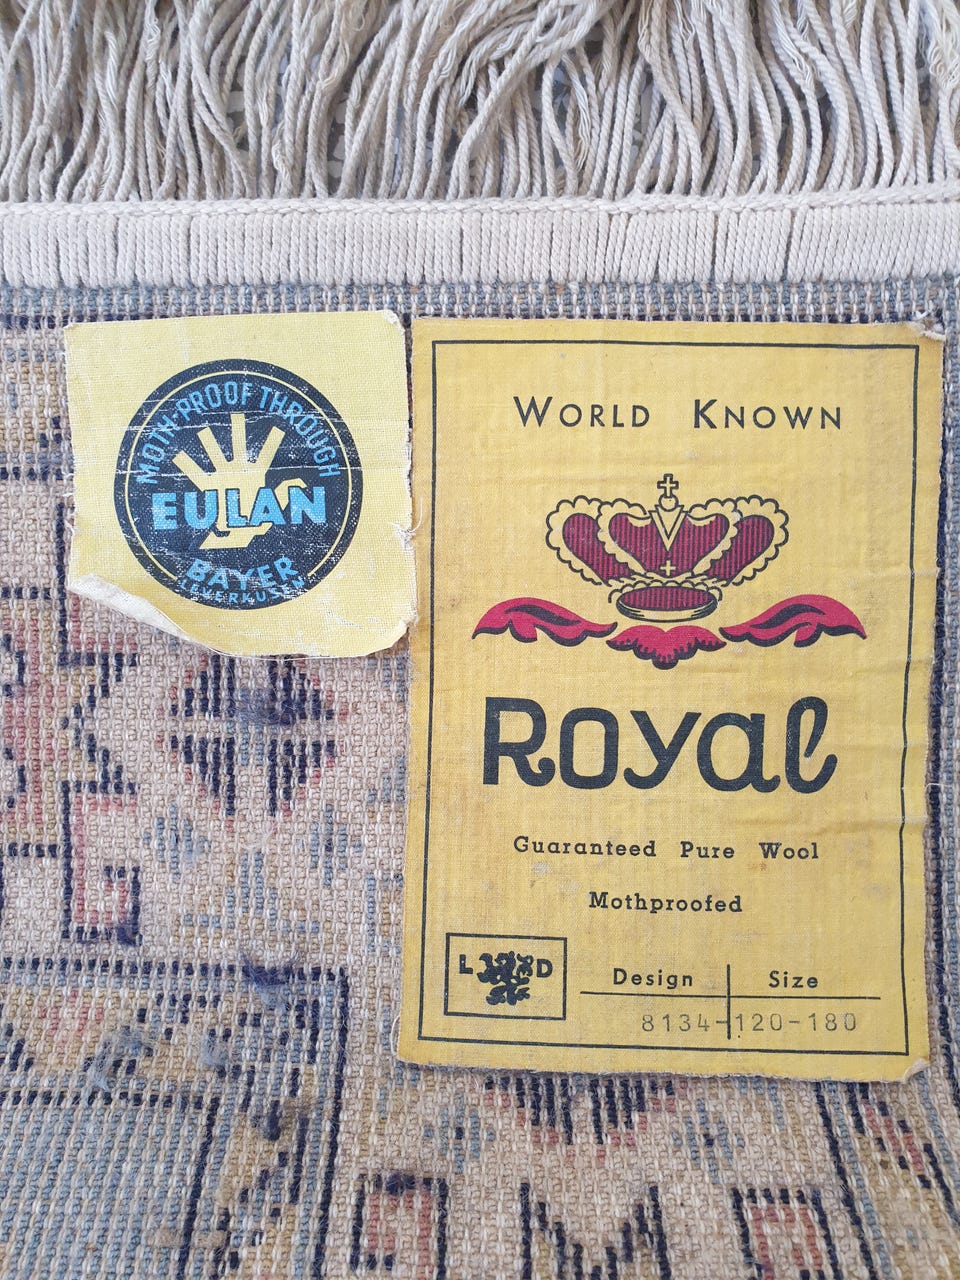 MOTH-PROOF THROUGH
EULAN
BAYER
LEVERKUSEN
WORLD KNOWN
Royal
Guaranteed Pure Wool
Mothproofed
L D
Design Size
8134-120-180